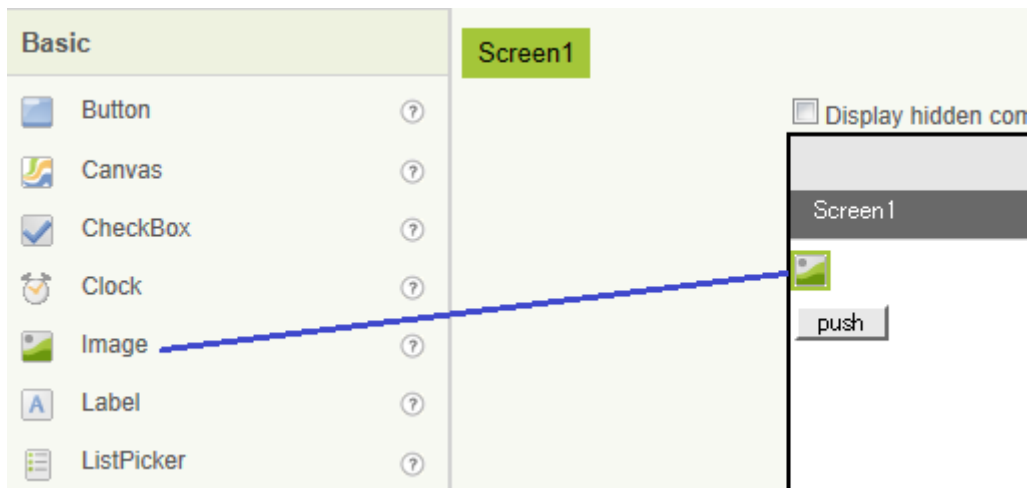 Basic
Button
Canvas
CheckBox
Clock
Image
Label
ListPicker
Screen1
Display hidden com
Screen1
push